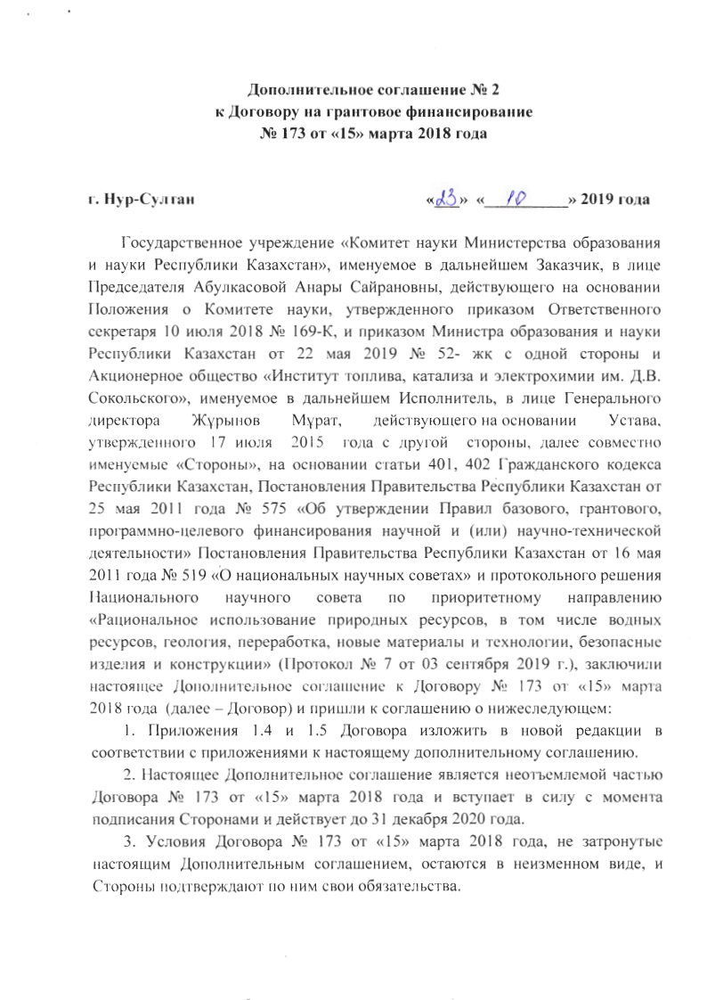 Дополнительное соглашение № 2
к Договору на грантовое финансирование
№ 173 от «15» марта 2018 года
г. Нур-Султан «23» «10» 2019 года
Государственное учреждение «Комитет науки Министерства образования
и науки Республики Казахстан», именуемое в дальнейшем Заказчик, в лице
Председателя Абулкасовой Анары Сайрановны, действующего на основании
Положения о Комитете науки, утвержденного приказом Ответственного
секретаря 10 июля 2018 № 169-К, и приказом Министра образования и науки
Республики Казахстан от 22 мая 2019 № 52- жқ с одной стороны и
Акционерное общество «Институт топлива, катализа и электрохимии им. Д.В.
Сокольского», именуемое в дальнейшем Исполнитель, в лице Генерального
директора Жұрынов Мұрат, действующего на основании Устава,
утвержденного 17 июля 2015 года с другой стороны, далее совместно
именуемые «Стороны», на основании статьи 401, 402 Гражданского кодекса
Республики Казахстан, Постановления Правительства Республики Казахстан от
25 мая 2011 года № 575 «Об утверждении Правил базового, грантового,
программно-целевого финансирования научной и (или) научно-технической
деятельности» Постановления Правительства Республики Казахстан от 16 мая
2011 года № 519 «О национальных научных советах» и протокольного решения
Национального научного совета по приоритетному направлению
«Рациональное использование природных ресурсов, в том числе водных
ресурсов, геология, переработка, новые материалы и технологии, безопасные
изделия и конструкции» (Протокол № 7 от 03 сентября 2019 г.), заключили
настоящее Дополнительное соглашение к Договору № 173 от «15» марта
2018 года (далее – Договор) и пришли к соглашению о нижеследующем:
1. Приложения 1.4 и 1.5 Договора изложить в новой редакции в
соответствии с приложениями к настоящему дополнительному соглашению.
2. Настоящее Дополнительное соглашение является неотъемлемой частью
Договора № 173 от «15» марта 2018 года и вступает в силу с момента
подписания Сторонами и действует до 31 декабря 2020 года.
3. Условия Договора № 173 от «15» марта 2018 года, не затронутые
настоящим Дополнительным соглашением, остаются в неизменном виде, и
Стороны подтверждают по ним свои обязательства.